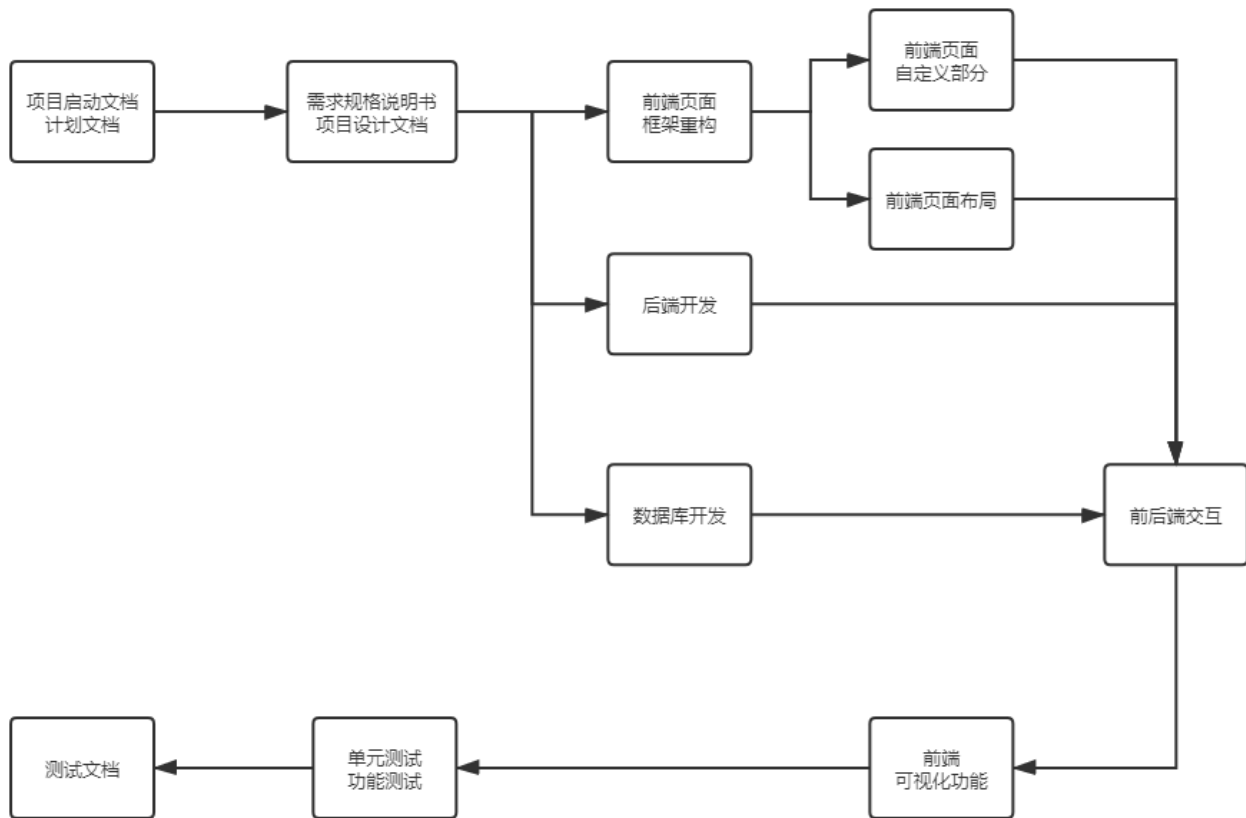 项目启动文档
计划文档
需求规格说明书
项目设计文档
前端页面
框架重构
前端页面
自定义部分
前端页面布局
后端开发
数据库开发
前后端交互
测试文档
单元测试
功能测试
前端
可视化功能